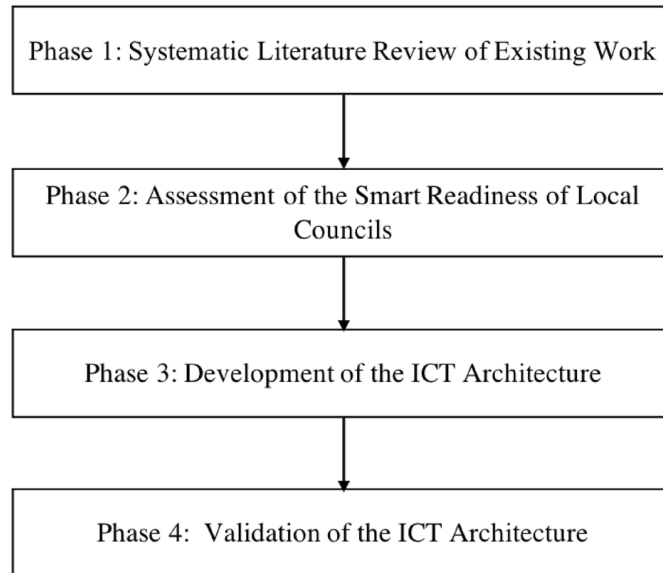 Phase 1: Systematic Literature Review of Existing Work
Phase 2: Assessment of the Smart Readiness of Local
Councils
Phase 3: Development of the ICT Architecture
Phase 4:  Validation of the ICT Architecture